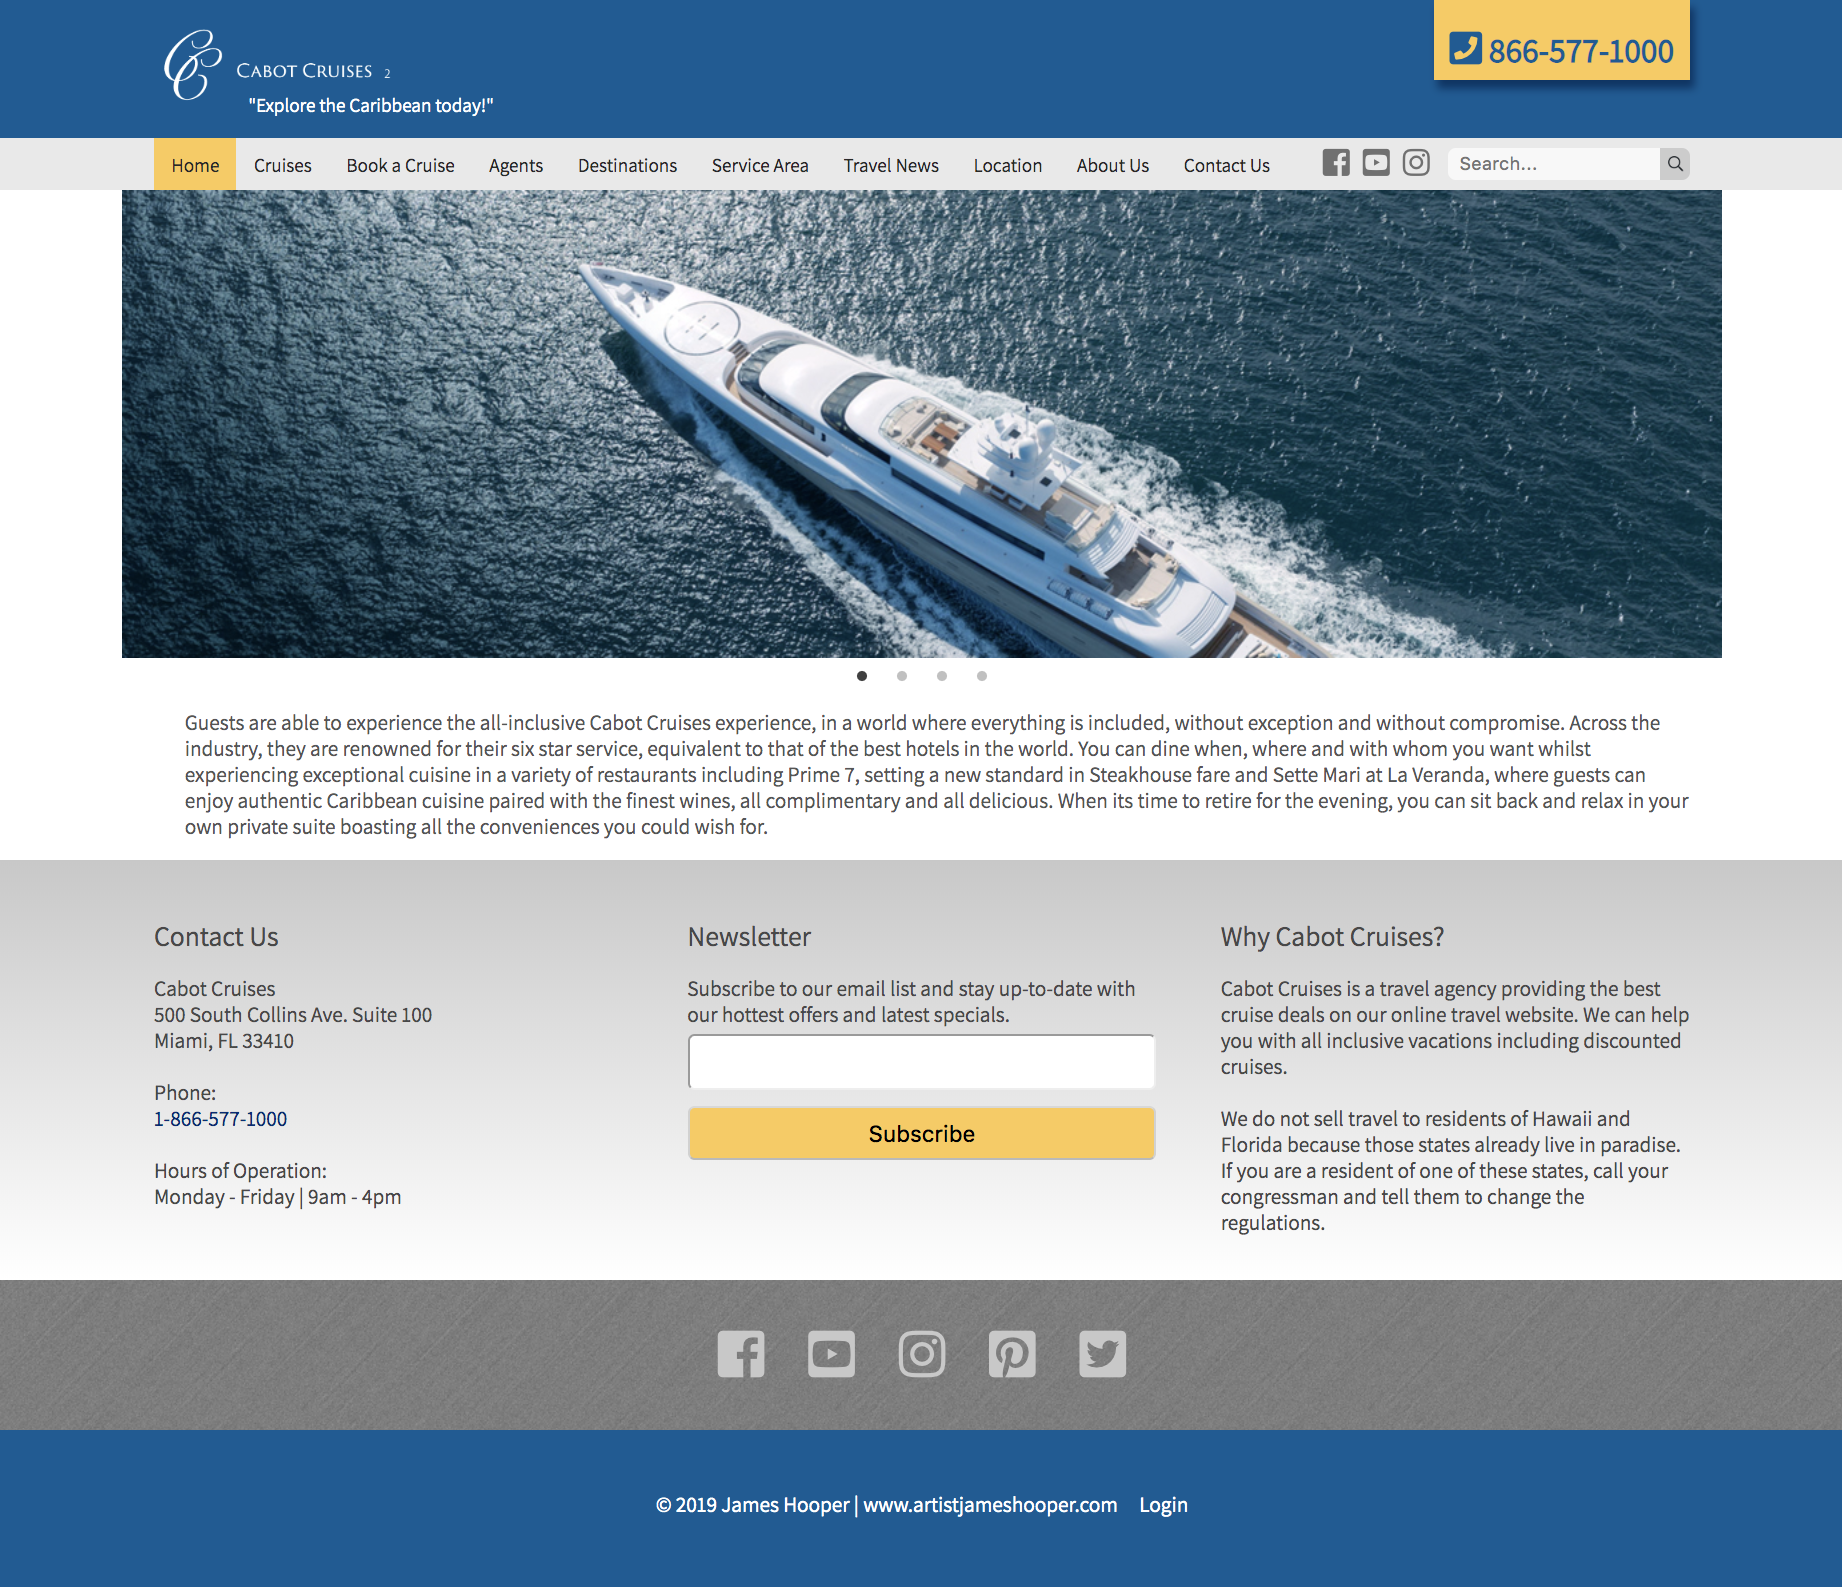 CABOT CRUISES 2
"Explore the Caribbean today!"
866-577-1000
Home Cruises Book a Cruise Agents Destinations Service Area Travel News Location About Us Contact Us Search...
Guests are able to experience the all-inclusive Cabot Cruises experience, in a world where everything is included, without exception and without compromise. Across the
industry, they are renowned for their six star service, equivalent to that of the best hotels in the world. You can dine when, where and with whom you want whilst
experiencing exceptional cuisine in a variety of restaurants including Prime 7, setting a new standard in Steakhouse fare and Sette Mari at La Veranda, where guests can
enjoy authentic Caribbean cuisine paired with the finest wines, all complimentary and all delicious. When its time to retire for the evening, you can sit back and relax in your
own private suite boasting all the conveniences you could wish for.
Contact Us
Cabot Cruises
500 South Collins Ave. Suite 100
Miami, FL 33410
Phone:
1-866-577-1000
Hours of Operation:
Monday - Friday | 9am - 4pm
Newsletter
Subscribe to our email list and stay up-to-date with
our hottest offers and latest specials.
Subscribe
Why Cabot Cruises?
Cabot Cruises is a travel agency providing the best
cruise deals on our online travel website. We can help
you with all inclusive vacations including discounted
cruises.
We do not sell travel to residents of Hawaii and
Florida because those states already live in paradise.
If you are a resident of one of these states, call your
congressman and tell them to change the
regulations.
© 2019 James Hooper | www.artistjameshooper.com Login